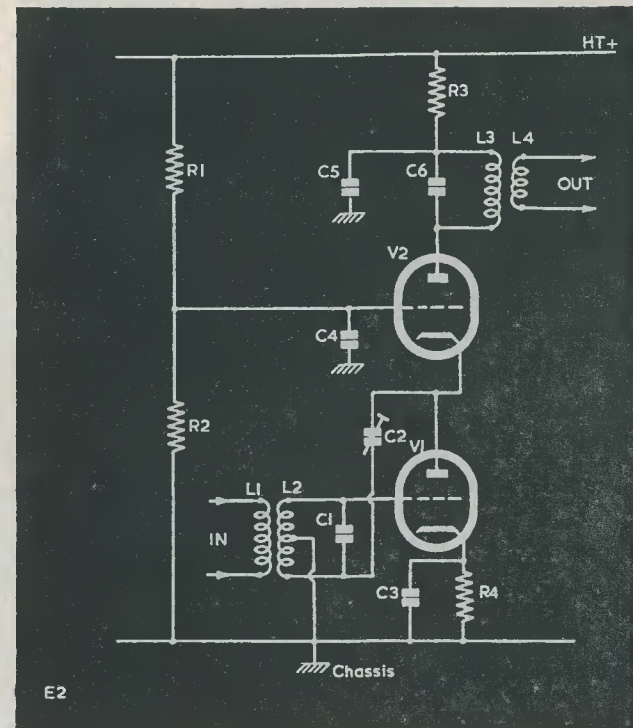 HT+
R3
L3 L4
R1
C5
C6
OUT
V2
C4
R2
C2
V1
L1 L2
C1
IN
C3
R4
Chassis
E2